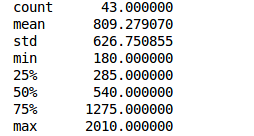 count 43.000000
mean 809.279070
std 626.750855
min 180.000000
25% 285.000000
50% 540.000000
75% 1275.000000
max 2010.000000